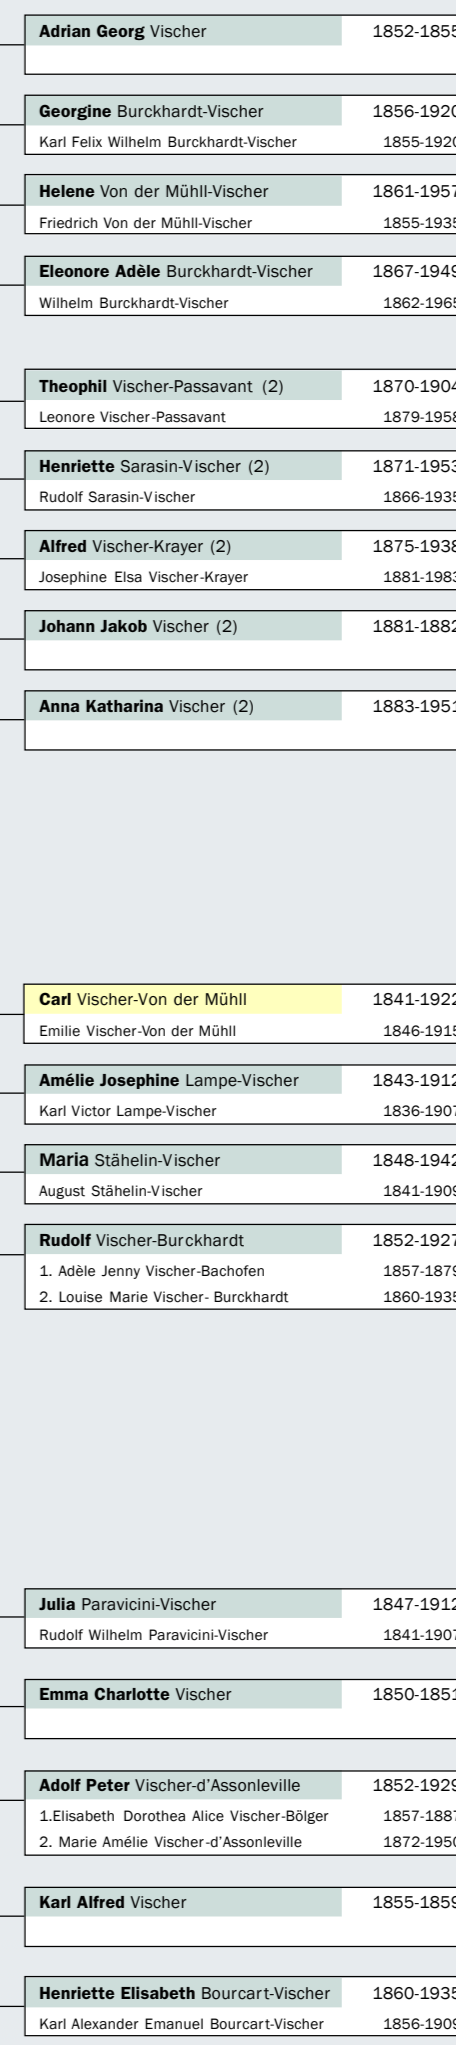 Adrian Georg Vischer 1852-1855
Georgine Burckhardt-Vischer 1856-1920
Karl Felix Wilhelm Burckhardt-Vischer 1855-1920
Helene Von der Mühll-Vischer 1861-1957
Friedrich Von der Mühll-Vischer 1855-1935
Eleonore Adèle Burckhardt-Vischer 1867-1949
Wilhelm Burckhardt-Vischer 1862-1965
Theophil Vischer-Passavant (2) 1870-1904
Leonore Vischer-Passavant 1879-1958
Henriette Sarasin-Vischer (2) 1871-1953
Rudolf Sarasin-Vischer 1866-1935
Alfred Vischer-Krayer (2) 1875-1938
Josephine Elsa Vischer-Krayer 1881-1983
Johann Jakob Vischer (2) 1881-1882
Anna Katharina Vischer (2) 1883-1951
Carl Vischer-Von der Mühll 1841-1922
Emilie Vischer-Von der Mühll 1846-1915
Amélie Josephine Lampe-Vischer 1843-1912
Karl Victor Lampe-Vischer 1836-1907
Maria Stähelin-Vischer 1848-1942
August Stähelin-Vischer 1841-1909
Rudolf Vischer-Burckhardt 1852-1927
1. Adèle Jenny Vischer-Bachofen 1857-1879
2. Louise Marie Vischer- Burckhardt 1860-1935
Julia Paravicini-Vischer 1847-1912
Rudolf Wilhelm Paravicini-Vischer 1841-1907
Emma Charlotte Vischer 1850-1851
Adolf Peter Vischer-d'Assonleville 1852-1929
1.Elisabeth Dorothea Alice Vischer-Bölger 1857-1887
2. Marie Amélie Vischer-d'Assonleville 1872-1950
Karl Alfred Vischer 1855-1859
Henriette Elisabeth Bourcart-Vischer 1860-1935
Karl Alexander Emanuel Bourcart-Vischer 1856-1909